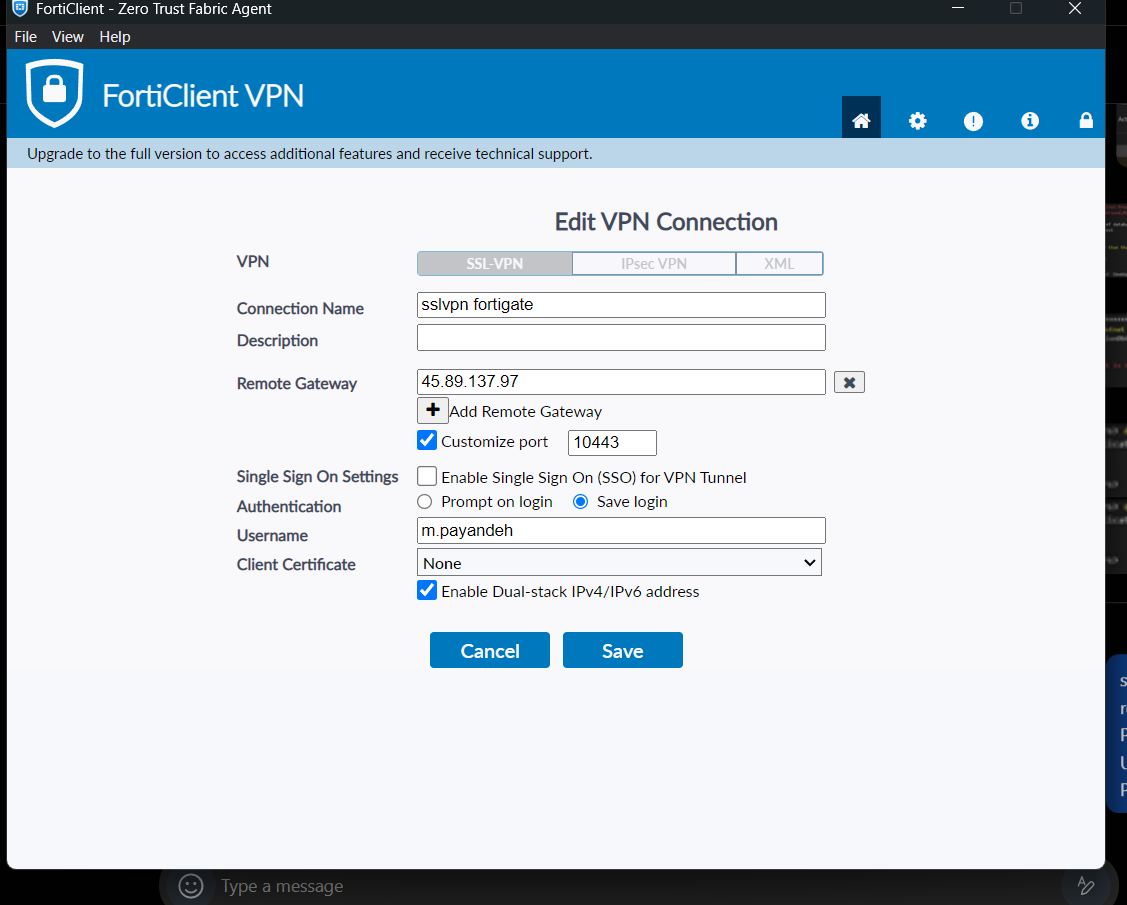 FortiClient - Zero Trust Fabric Agent
File View Help
FortiClient VPN
Upgrade to the full version to access additional features and receive technical support.
Edit VPN Connection
VPN SSL-VPN IPsec VPN XML
Connection Name sslvpn fortigate
Description
Remote Gateway 45.89.137.97
Add Remote Gateway
Customize port 10443
Single Sign On Settings Enable Single Sign On (SSO) for VPN Tunnel
Authentication Prompt on login Save login
Username m.payandeh
Client Certificate None
Enable Dual-stack IPv4/IPv6 address
Cancel Save
Type a message